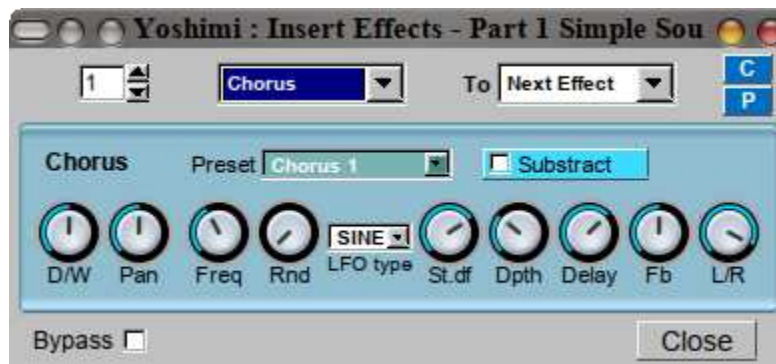 Yoshimi : Insert Effects - Part 1 Simple Sou
1 Chorus To Next Effect C
P
Chorus Preset Chorus 1 Substract
SINE
D/W Pan Freq Rnd LFO type St.df Dpth Delay Fb L/R
Bypass Close